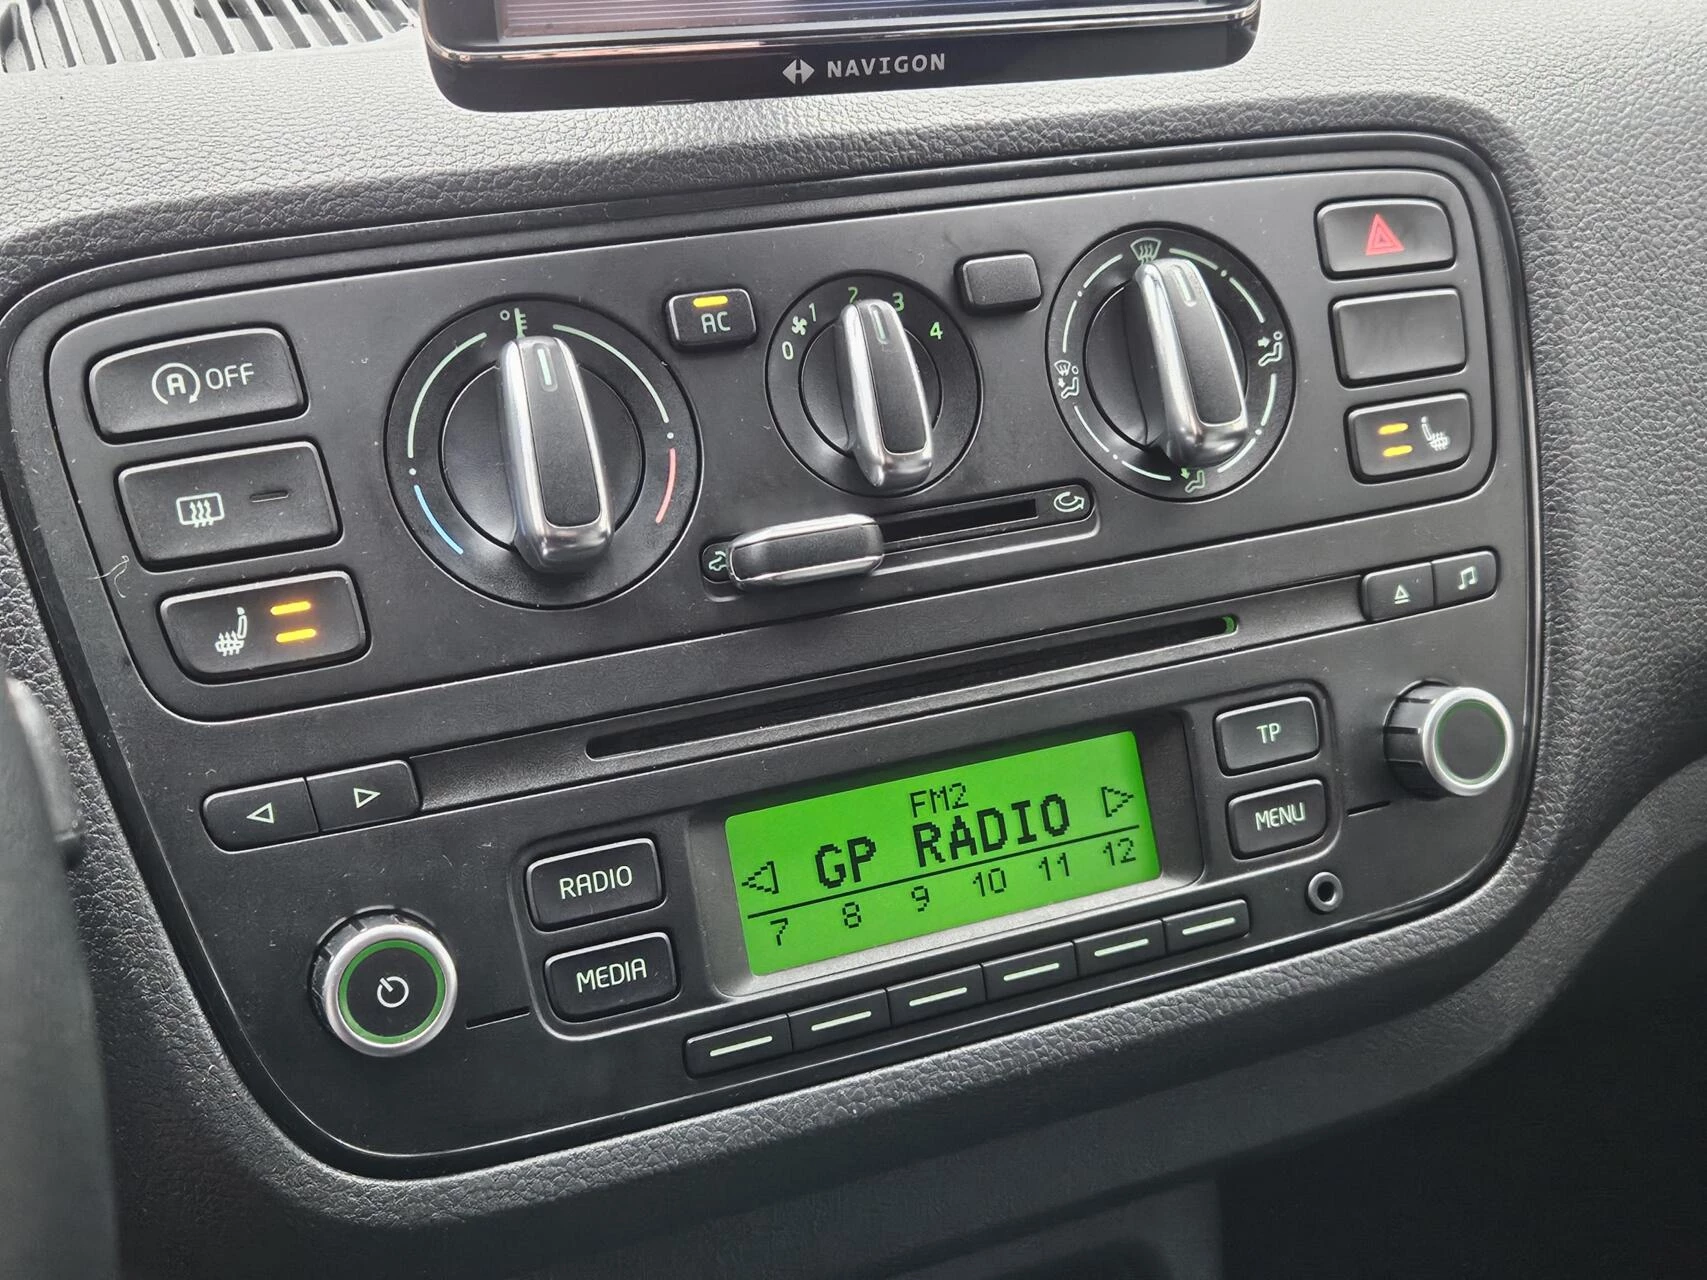 NAVIGON
A OFF
AC
0 1 2 3 4
RADIO
MEDIA
FM2
GP RADIO
7 8 9 10 11 12
TP
MENU